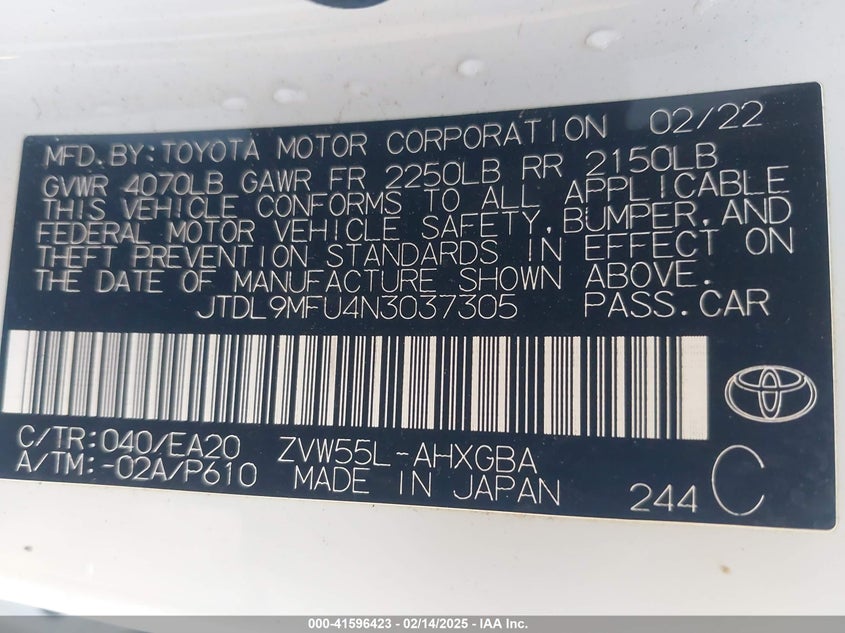 MFD.BY:TOYOTA MOTOR CORPORATION 02/22
GVWR 4070LB GAWR FR 2250LB RR 2150LB
THIS VEHICLE CONFORMS TO ALL APPLICABLE
FEDERAL MOTOR VEHICLE SAFETY, BUMPER, AND
THEFT PREVENTION STANDARDS IN EFFECT ON
THE DATE OF MANUFACTURE SHOWN ABOVE.
JTDL9MFU4N3037305 PASS.CAR
C/TR:040/EA20 ZVW55L-AHXGBA
A/TM:-02A/P610 MADE IN JAPAN 244 C
000-41596423 - 02/14/2025 - IAA Inc.